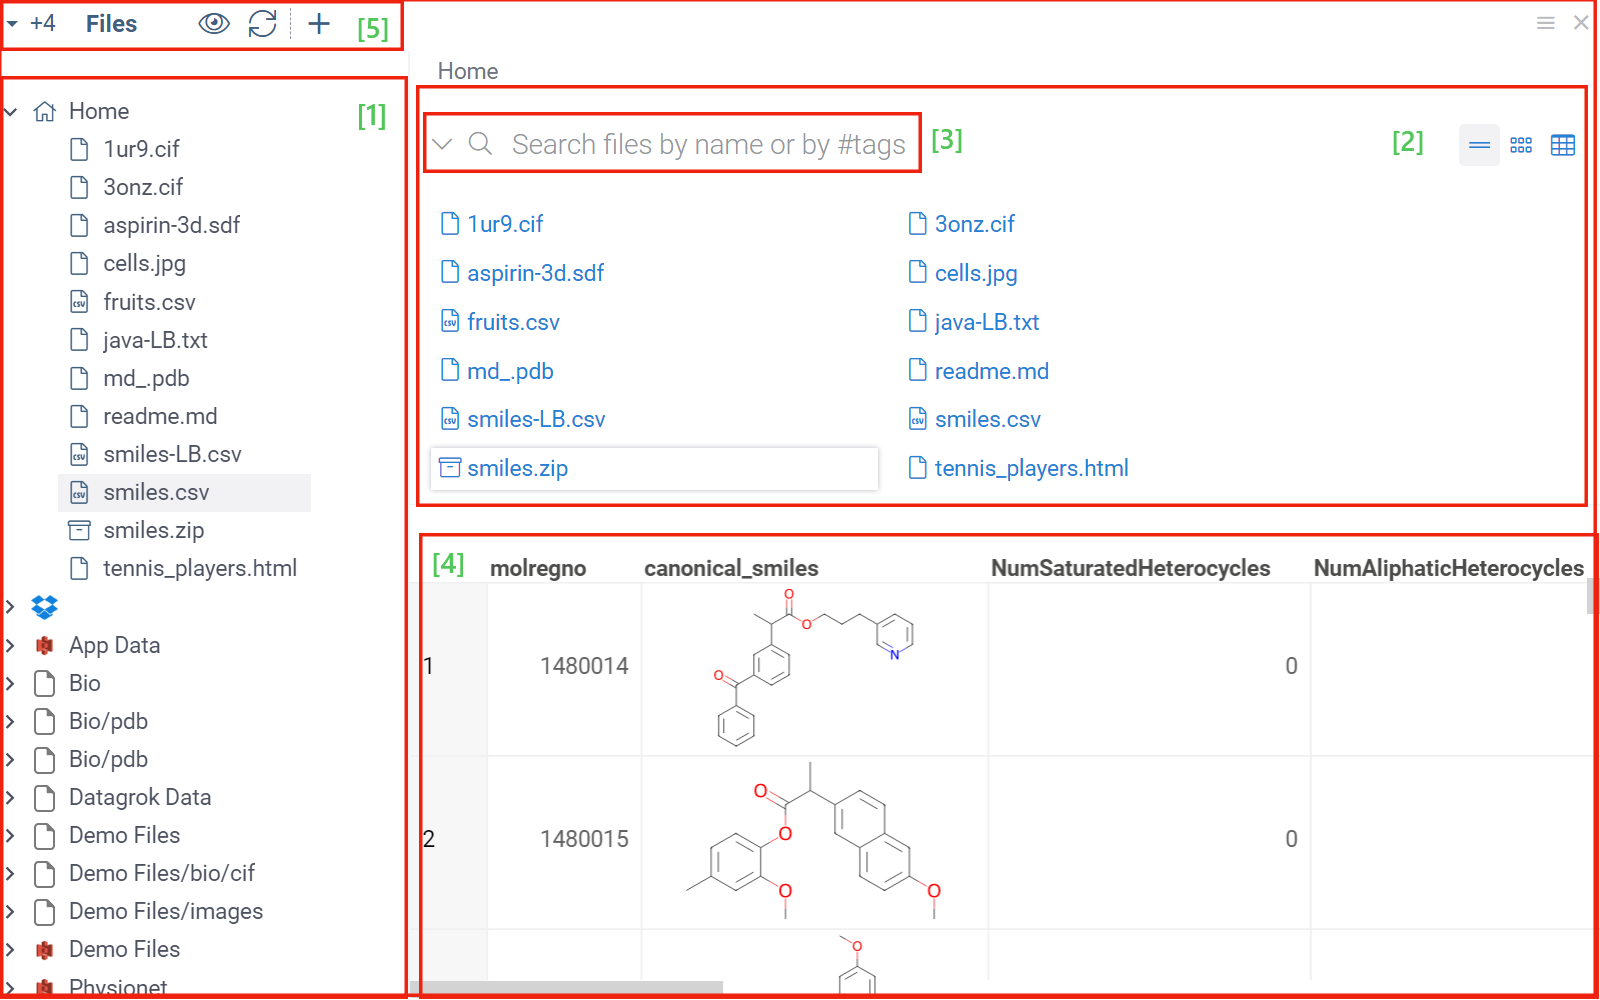 +4 Files [5]
Home
[1]
Home
1ur9.cif
3onz.cif
aspirin-3d.sdf
cells.jpg
fruits.csv
java-LB.txt
md_.pdb
readme.md
smiles-LB.csv
smiles.csv
smiles.zip
tennis_players.html
App Data
Bio
Bio/pdb
Bio/pdb
Datagrok Data
Demo Files
Demo Files/bio/cif
Demo Files/images
Demo Files
Physionet
Search files by name or by #tags [3] [2]
1ur9.cif 3onz.cif
aspirin-3d.sdf cells.jpg
CSV fruits.csv java-LB.txt
md_.pdb readme.md
CSV smiles-LB.csv CSV smiles.csv
smiles.zip tennis_players.html
[4] molregno canonical_smiles NumSaturatedHeterocycles NumAliphaticHeterocycles
1 1480014 0
O
O
N
O
2 1480015 0
O
O
O
O
O